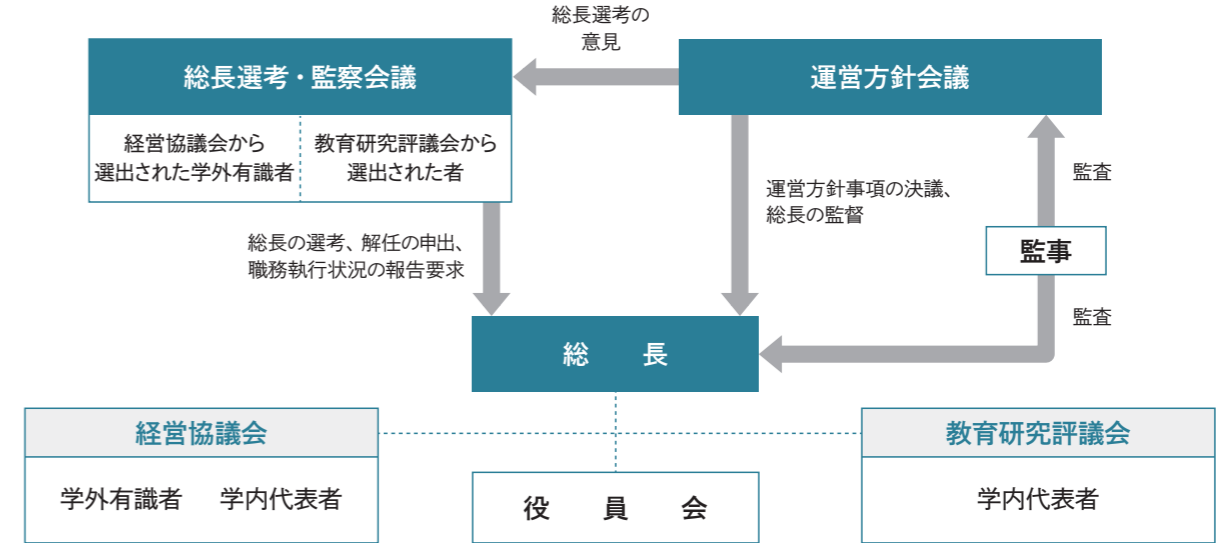 総長選考の
意見
総長選考・監察会議
運営方針会議
経営協議会から
選出された学外有識者
教育研究評議会から
選出された者
監査
運営方針事項の決議、
総長の監督
監事
総長の選考、解任の申出、
職務執行状況の報告要求
監査
総　長
経営協議会
教育研究評議会
学外有識者　学内代表者
役　員　会
学内代表者